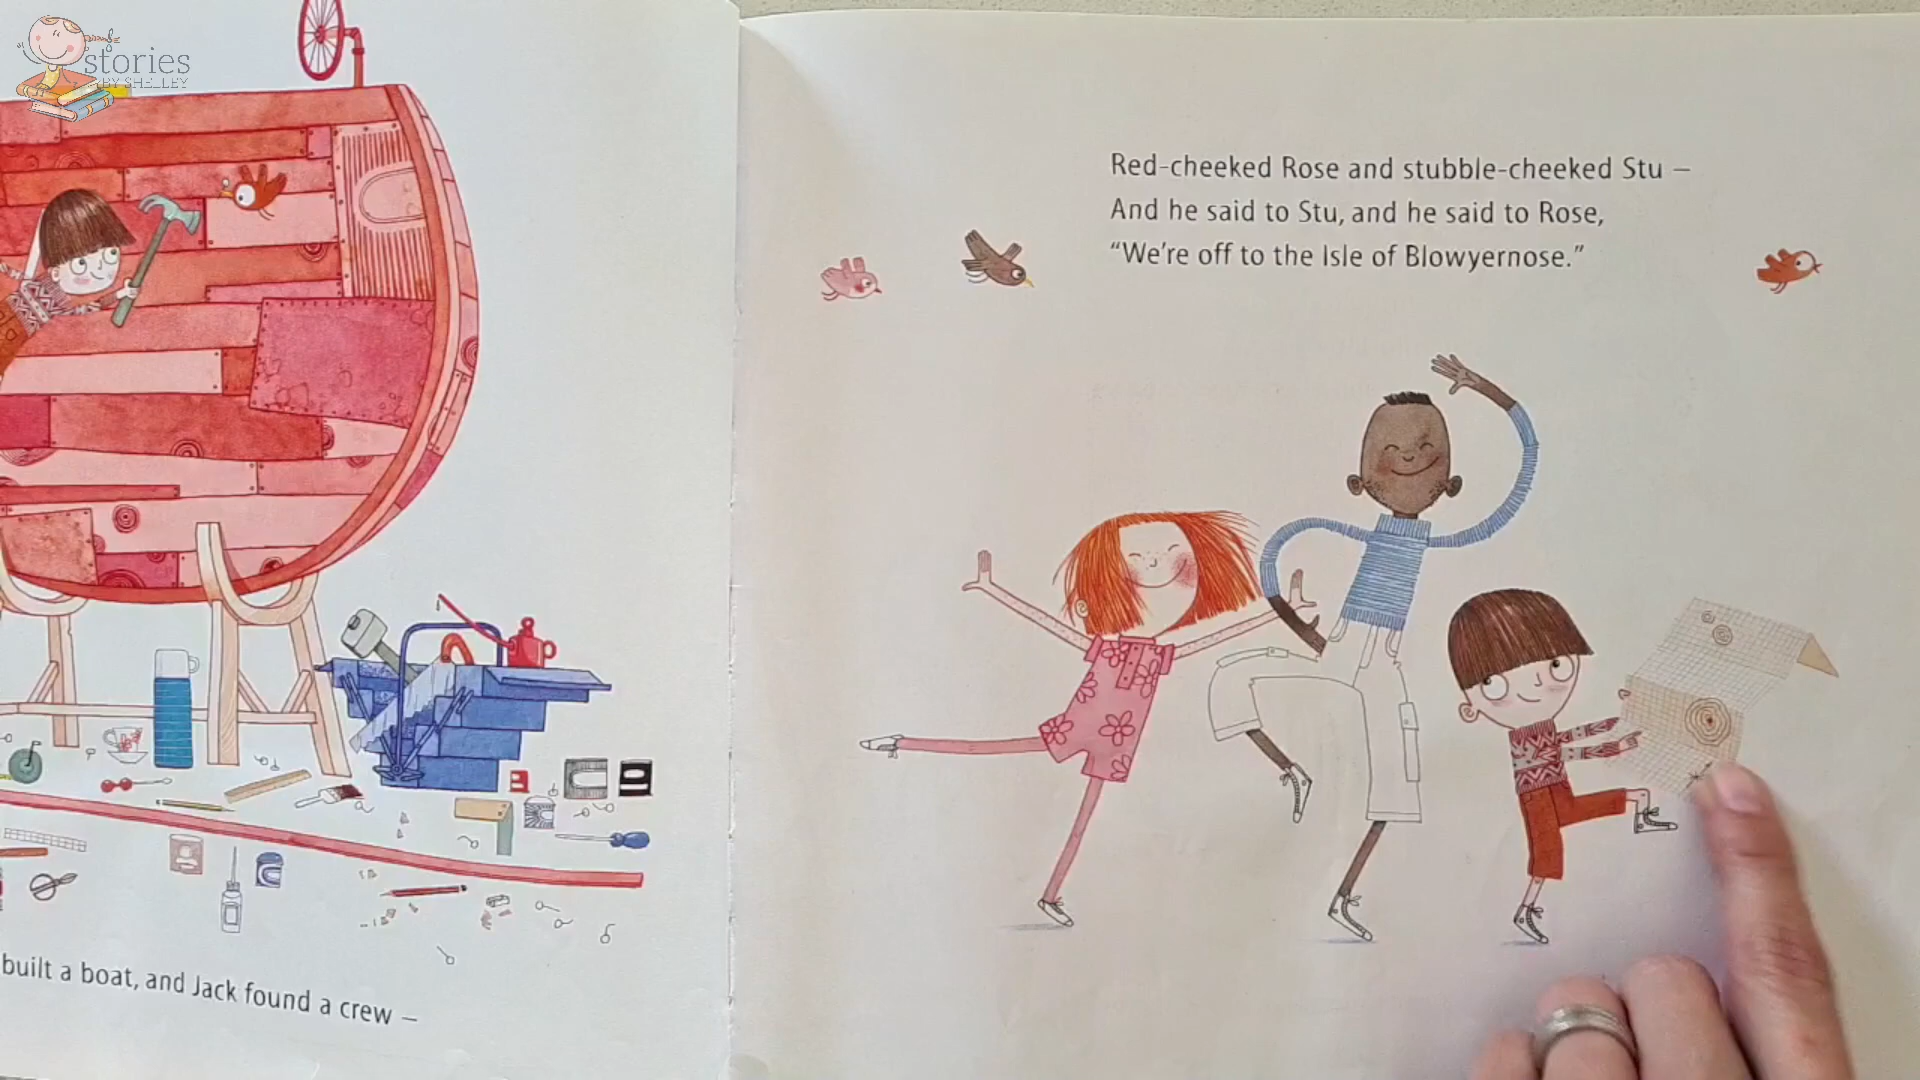 stories
BY SHELLEY
built a boat, and Jack found a crew –
Red-cheeked Rose and stubble-cheeked Stu –
And he said to Stu, and he said to Rose,
“We’re off to the Isle of Blowyernose.”